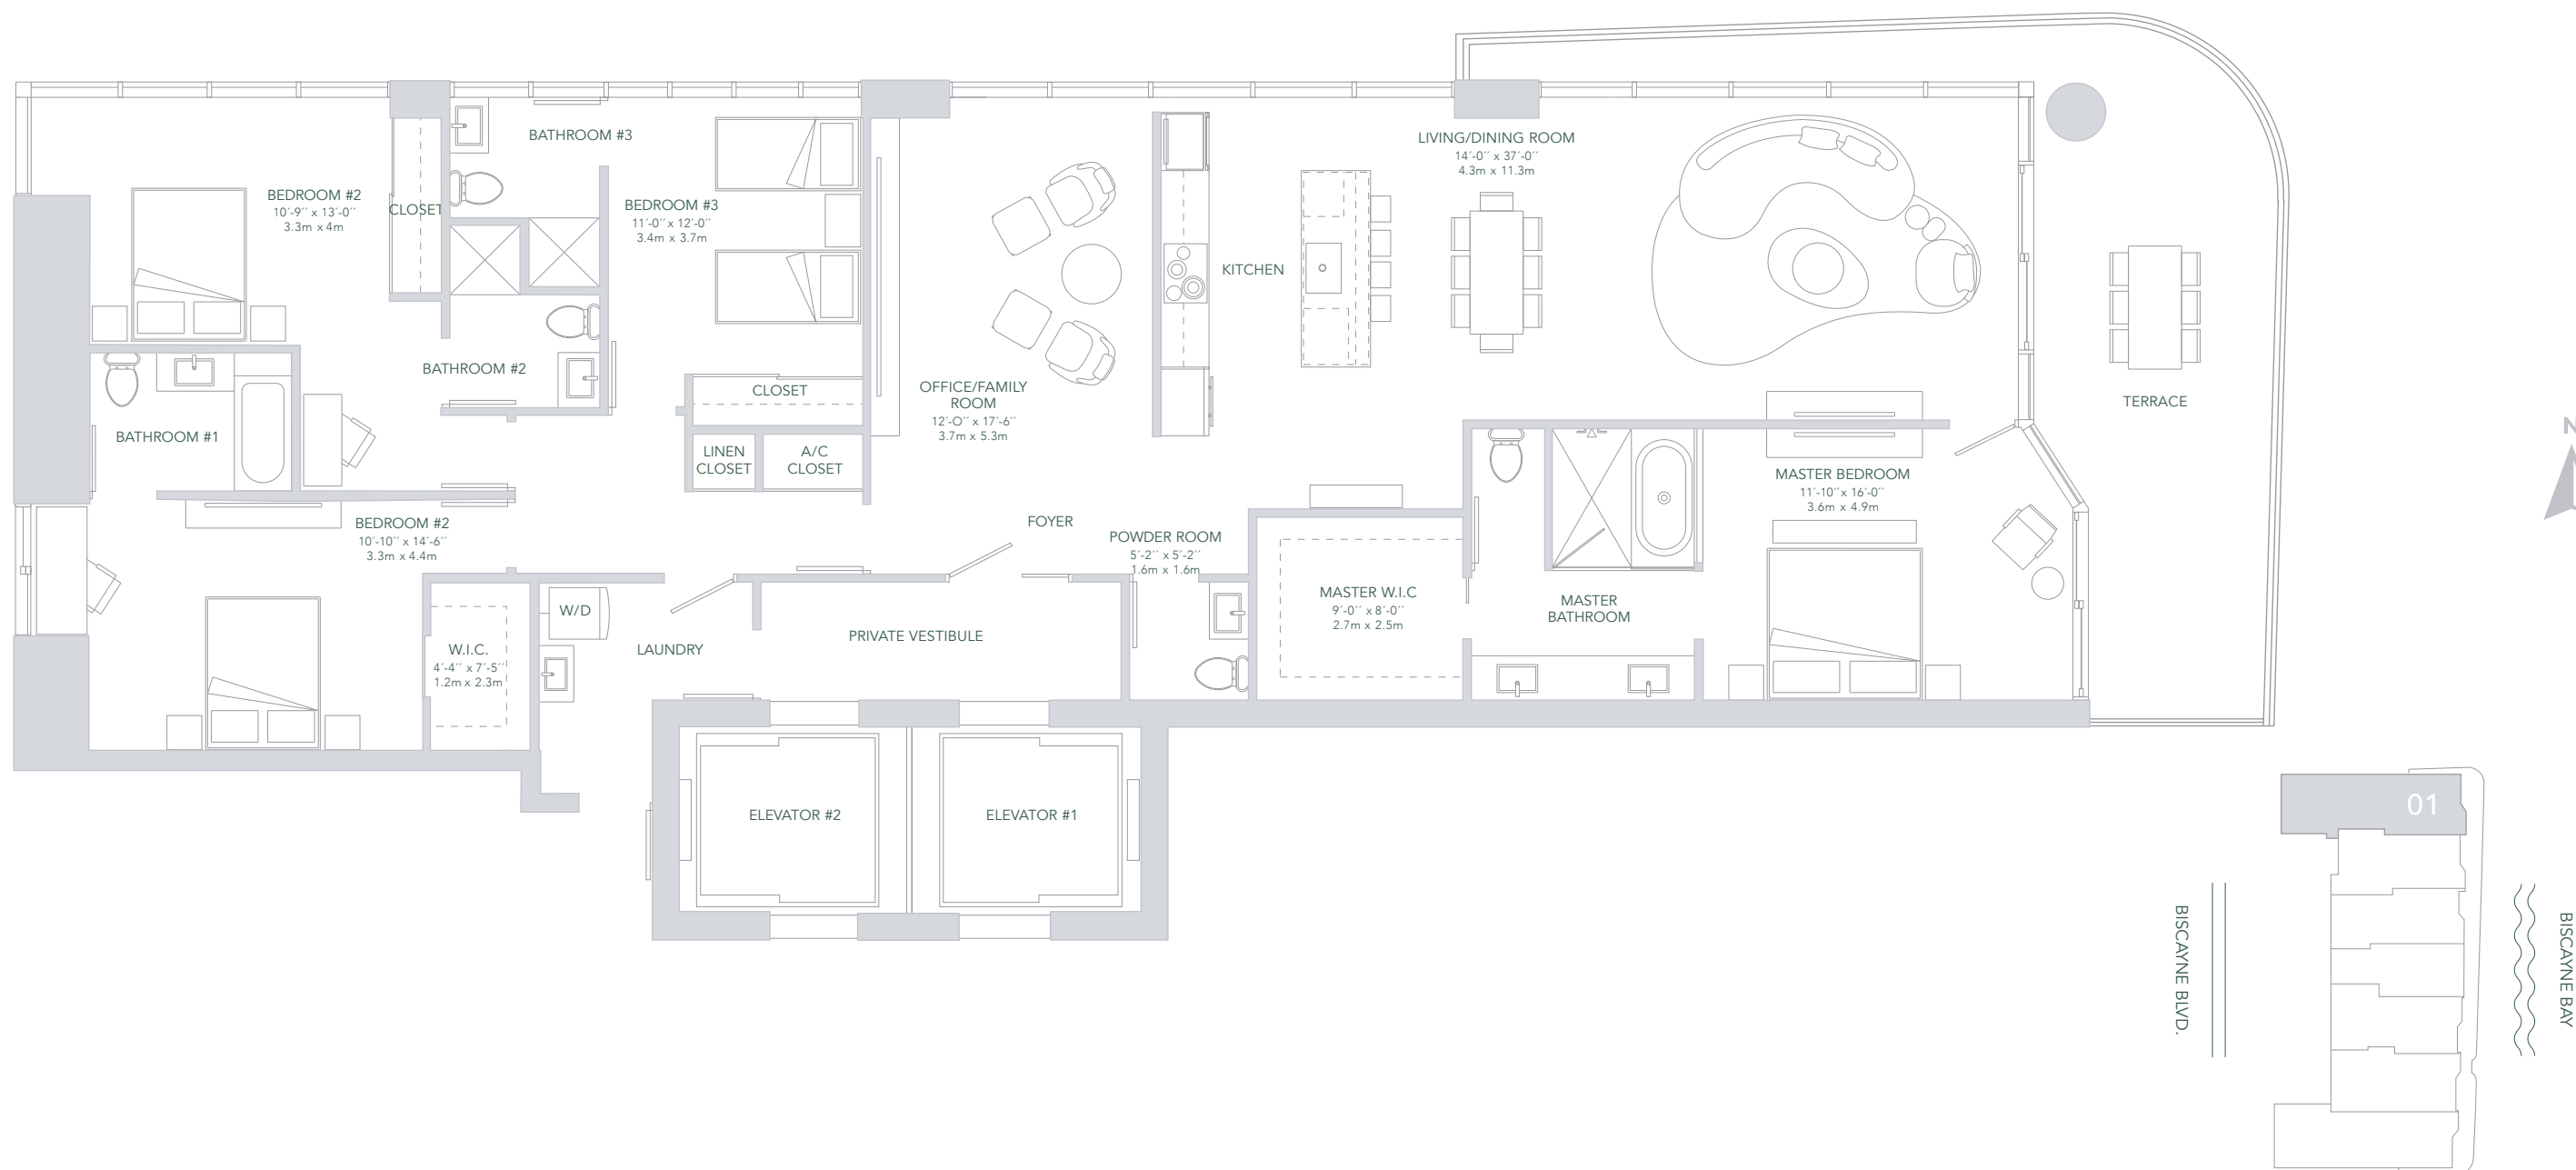 BATHROOM #3
BEDROOM #2
10´-9´´ x 13´-0´´
3.3m x 4m
CLOSET
BEDROOM #3
11´-0´´ x 12´-0´´
3.4m x 3.7m
LIVING/DINING ROOM
14´-0´´ x 37´-0´´
4.3m x 11.3m
KITCHEN
BATHROOM #2
CLOSET
OFFICE/FAMILY
ROOM
12´-O´´ x 17´-6´´
3.7m x 5.3m
TERRACE
N
BATHROOM #1
LINEN
CLOSET
A/C
CLOSET
MASTER BEDROOM
11´-10´´x 16´-0´´
3.6m x 4.9m
BEDROOM #2
10´-10´´ x 14´-6´´
3.3m x 4.4m
FOYER
POWDER ROOM
5´-2´´ x 5´-2´´
1.6m x 1.6m
MASTER W.I.C
9´-0´´ x 8´-0´´
2.7m x 2.5m
MASTER
BATHROOM
W/D
LAUNDRY
PRIVATE VESTIBULE
W.I.C.
4´-4´´ x 7´-5´´
1.2m x 2.3m
ELEVATOR #2
ELEVATOR #1
01
BISCAYNE BLVD.
BISCAYNE BAY